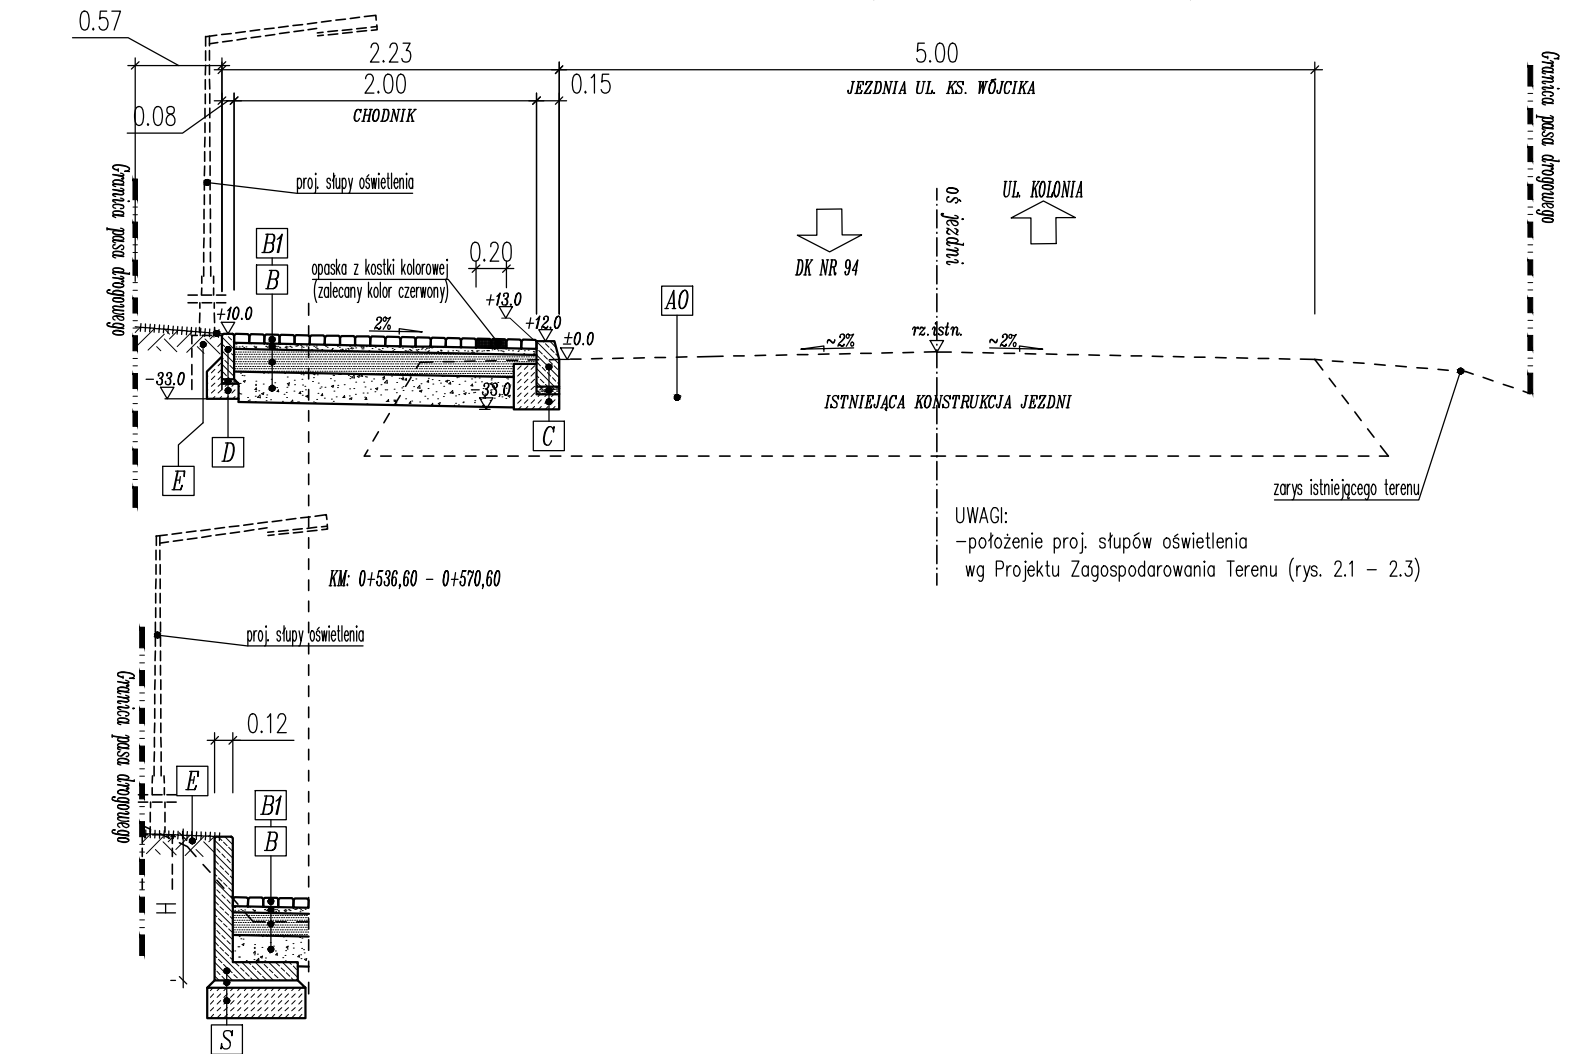 0.57
2.23
5.00
2.00
0.15
JEZDNIA UL. KS. WÓJCIKA
0.08
CHODNIK
Granica pasa drogowego
Granica pasa drogowego
proj. słupy oświetlenia
oś jezdni
UL. KOLONIA
DK NR 94
B1
B
0.20
opaska z kostki kolorowej
(zalecany kolor czerwony)
A0
+13.0
+10.0
2%
+12.0
±0.0
~2%
rz.istn.
~2%
-33.0
-33.0
ISTNIEJĄCA KONSTRUKCJA JEZDNI
D
C
E
zarys istniejącego terenu
UWAGI:
-położenie proj. słupów oświetlenia
wg Projektu Zagospodarowania Terenu (rys. 2.1 - 2.3)
KM: 0+536,60 - 0+570,60
proj. słupy oświetlenia
Granica pasa drogowego
0.12
E
B1
B
H
S